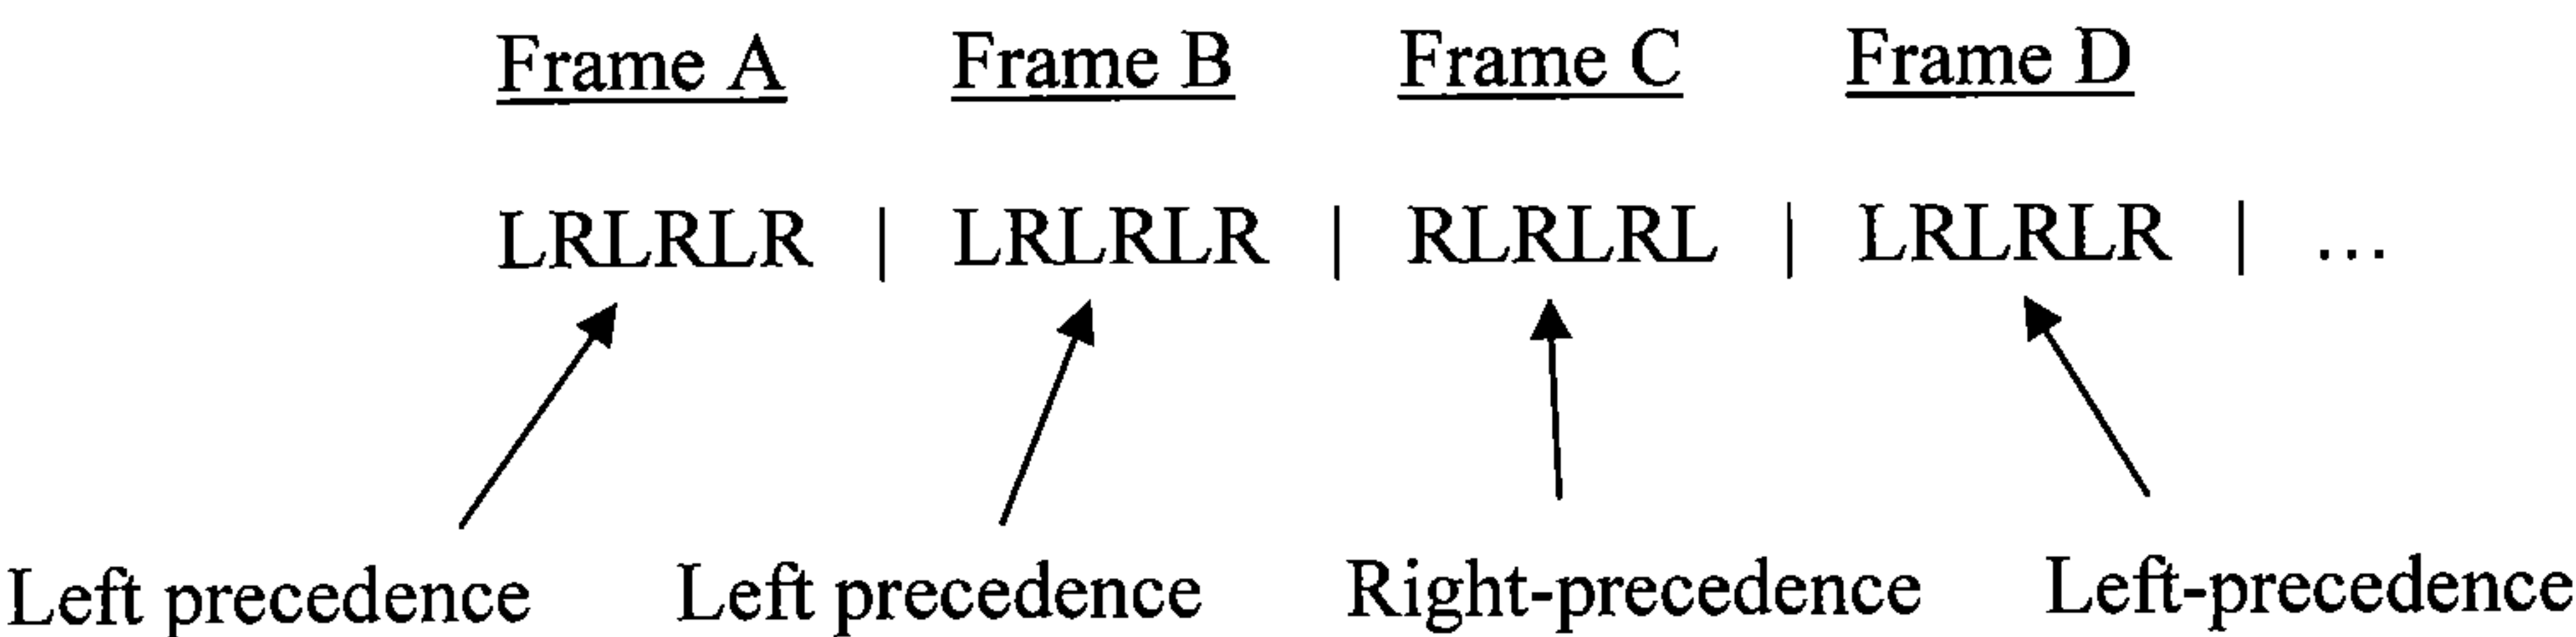 Frame A Frame B Frame C Frame D
LRLRLR | LRLRLR | RLRLRL | LRLRLR | ...
Left precedence Left precedence Right-precedence Left-precedence